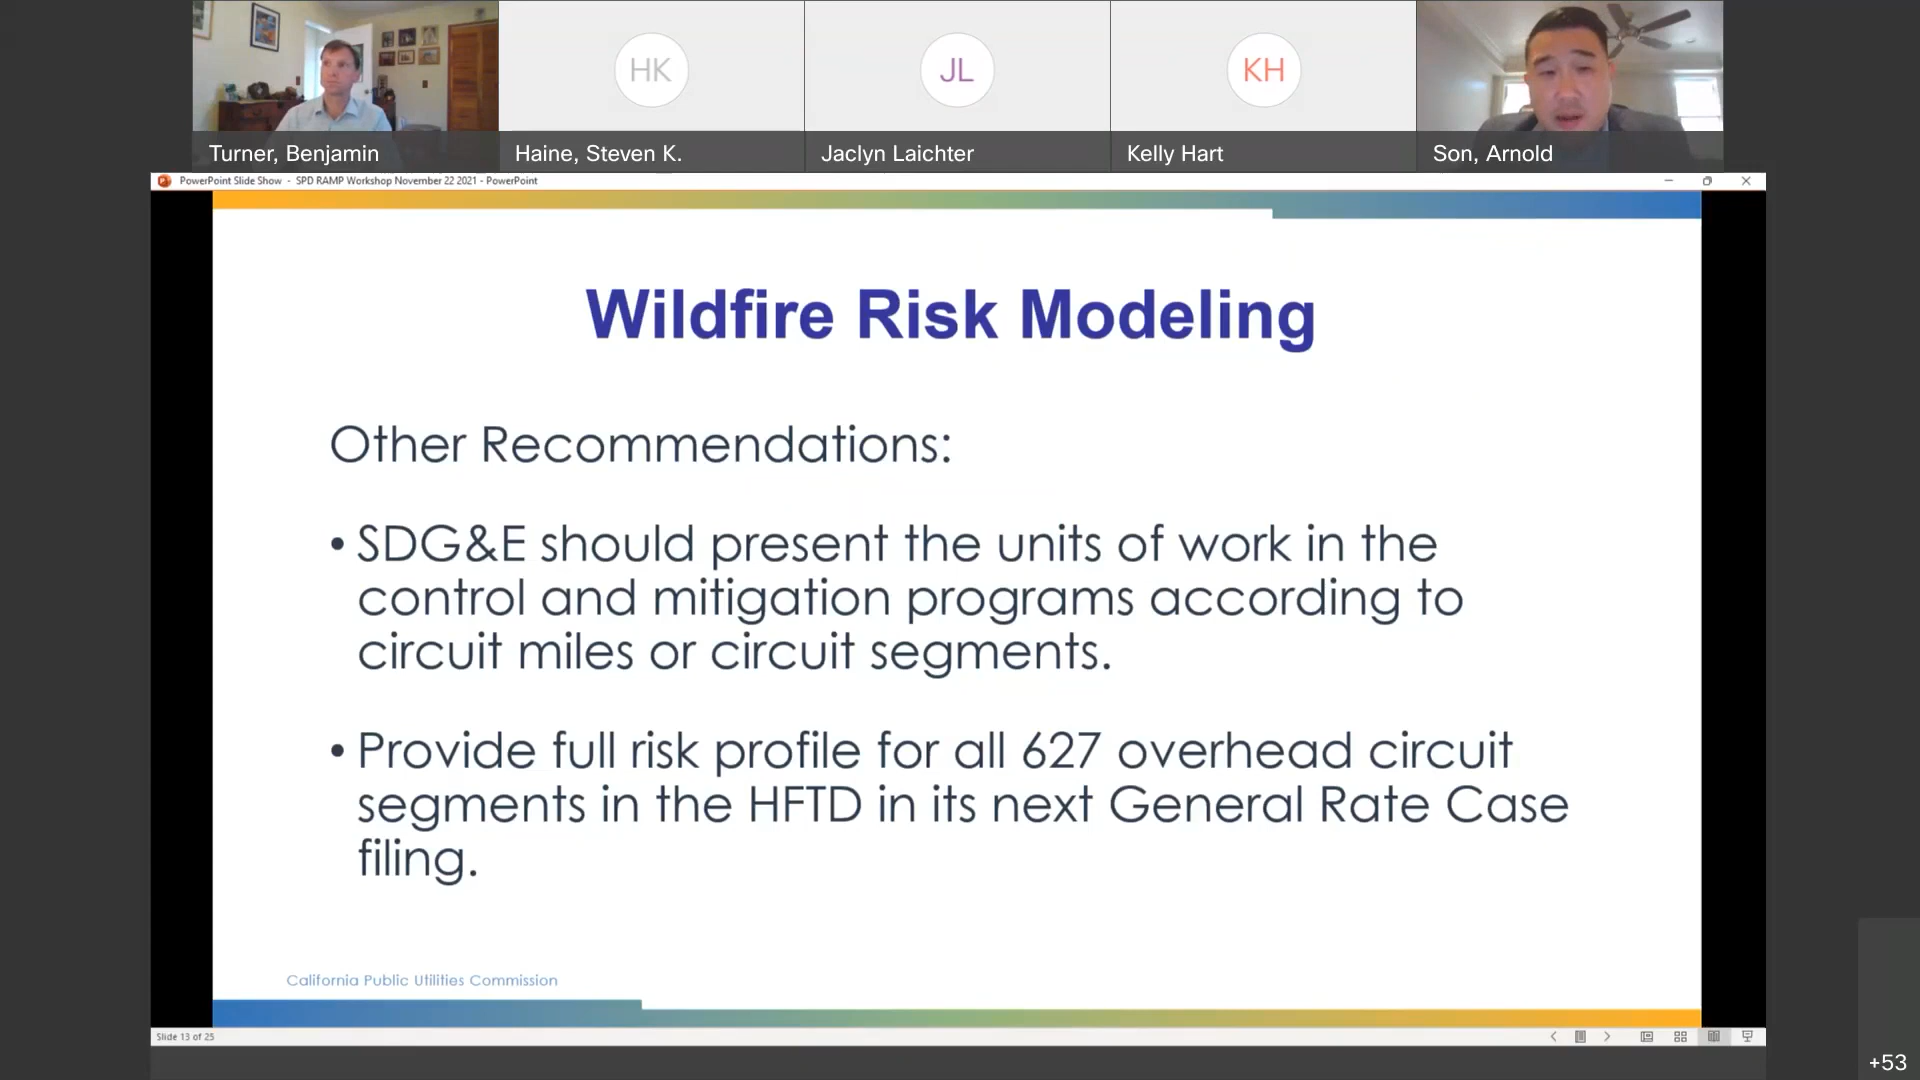 HK
JL
KH
Turner, Benjamin
Haine, Steven K.
Jaclyn Laichter
Kelly Hart
Son, Arnold
PowerPoint Slide Show - SPD RAMP Workshop November 22 2021 - PowerPoint
Wildfire Risk Modeling
Other Recommendations:
• SDG&E should present the units of work in the
control and mitigation programs according to
circuit miles or circuit segments.
• Provide full risk profile for all 627 overhead circuit
segments in the HFTD in its next General Rate Case
filing.
California Public Utilities Commission
Slide 13 of 25
+53